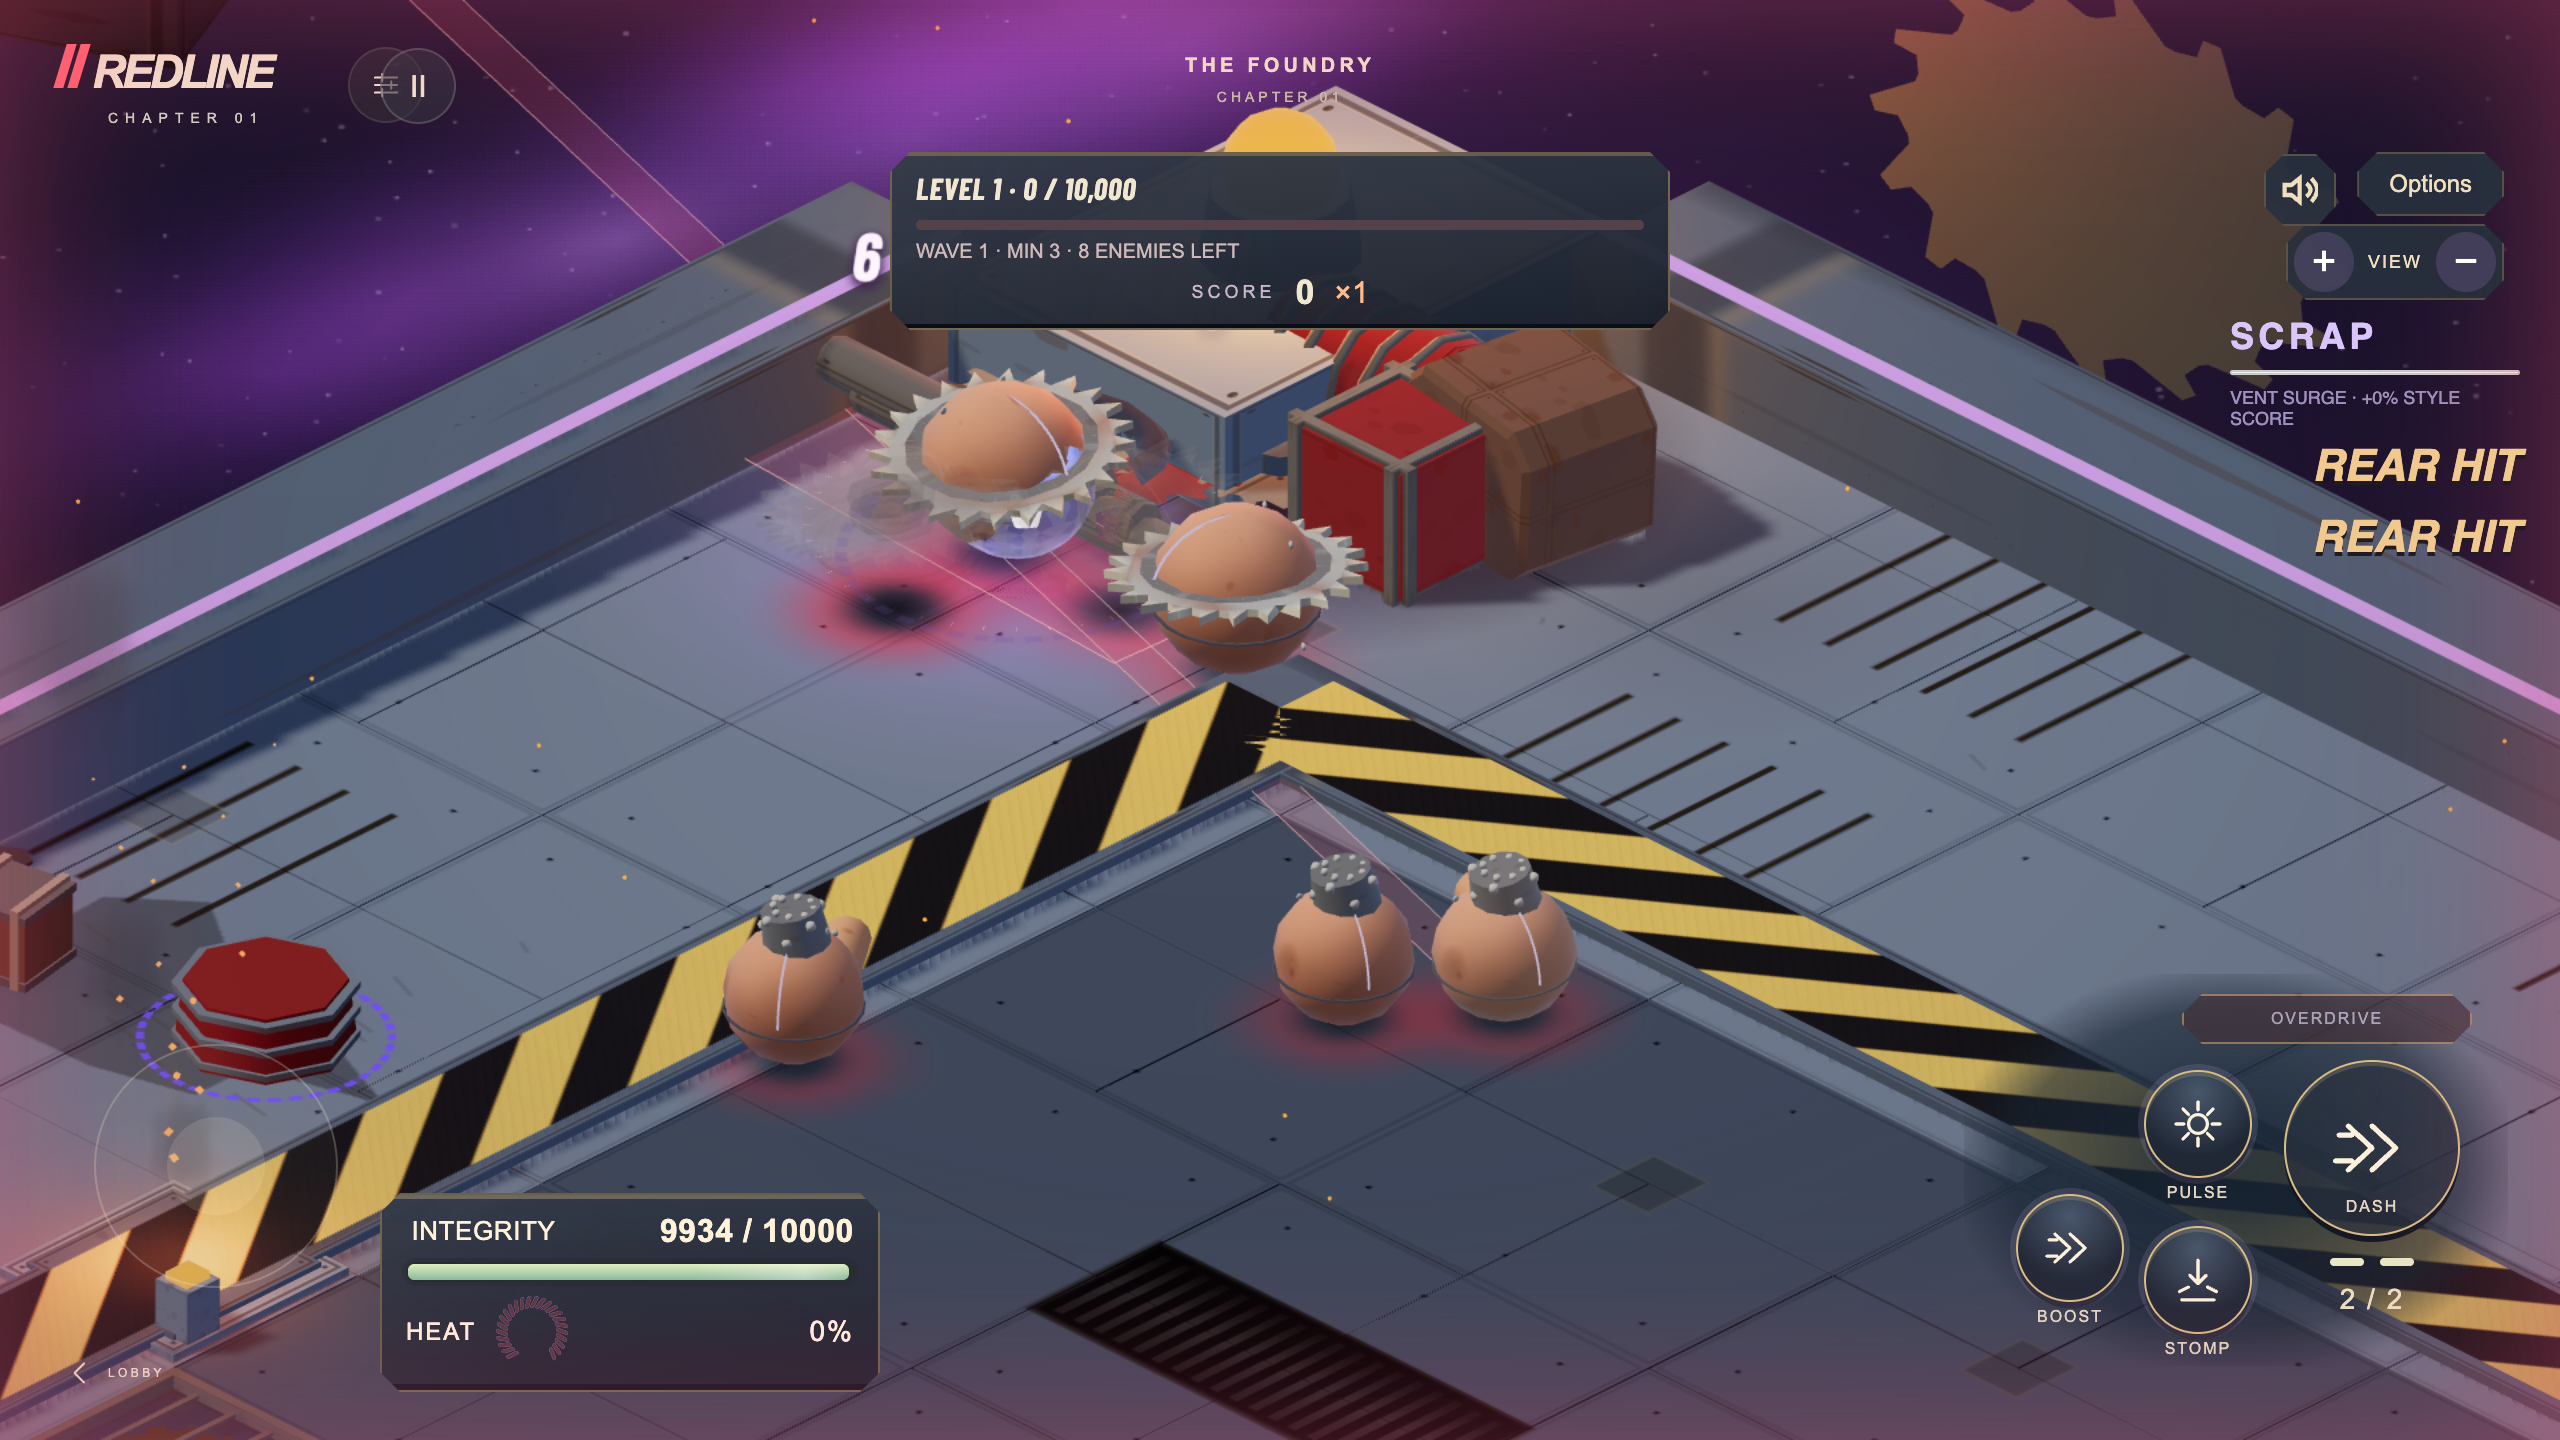 REDLINE
CHAPTER 01
THE FOUNDRY
CHAPTER 01
LEVEL 1 · 0 / 10,000
WAVE 1 · MIN 3 · 8 ENEMIES LEFT
SCORE 0 ×1
6
Options
+ VIEW −
SCRAP
VENT SURGE · +0% STYLE
SCORE
REAR HIT
REAR HIT
OVERDRIVE
PULSE
DASH
BOOST
STOMP
2 / 2
INTEGRITY 9934 / 10000
HEAT 0%
LOBBY